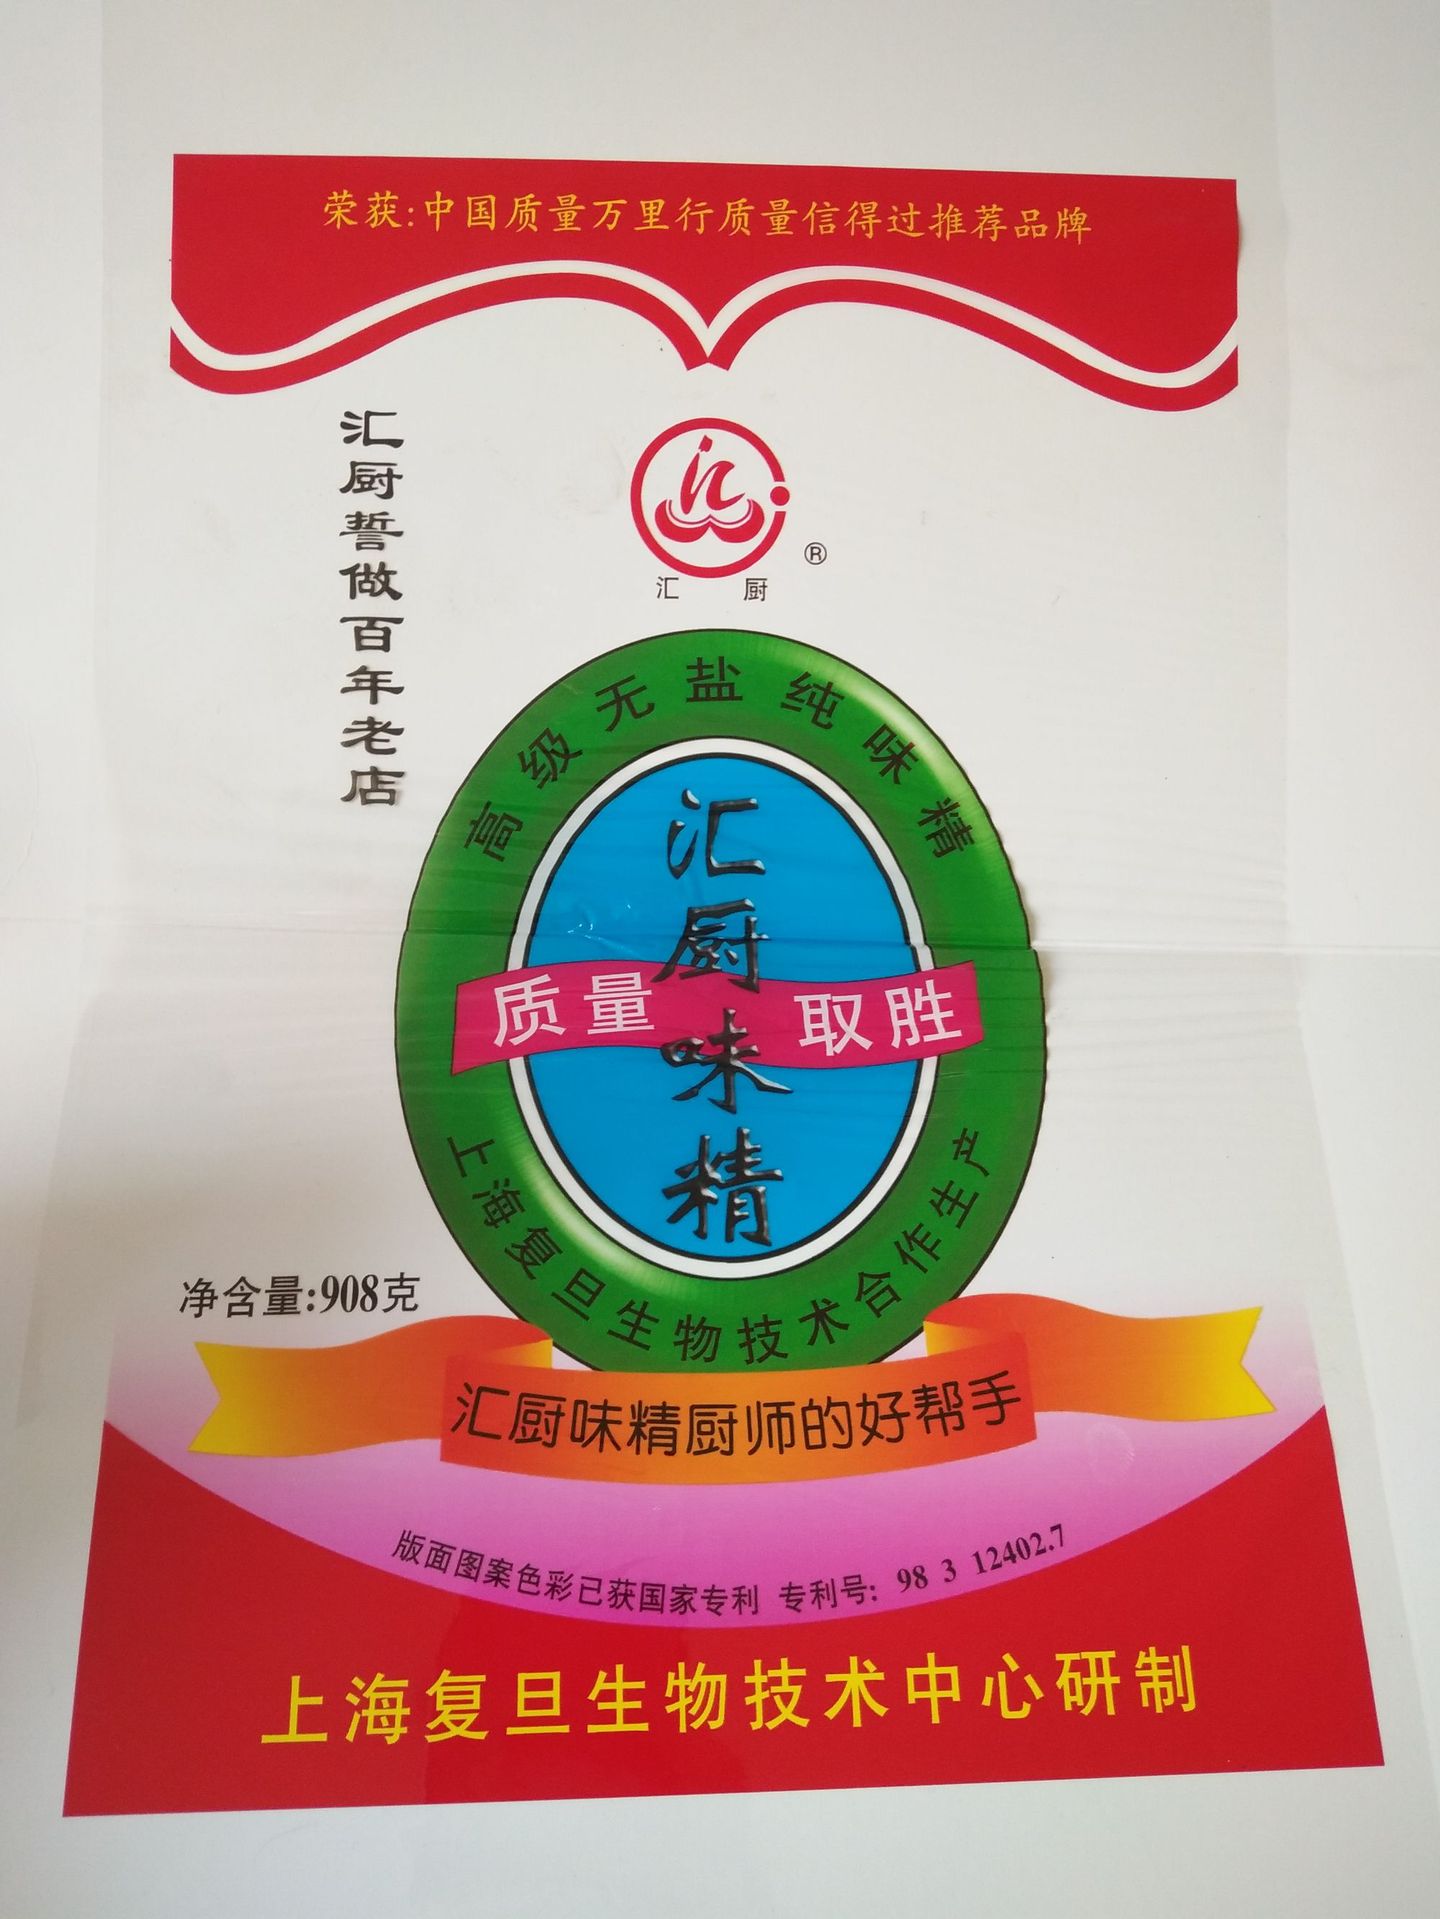 荣获:中国质量万里行质量信得过推荐品牌
汇厨誓做百年老店
®
汇 厨
高级无盐纯味精
汇厨味精
质量 取胜
上海复旦生物技术合作生产
净含量:908克
汇厨味精厨师的好帮手
版面图案色彩已获国家专利 专利号: 98 3 12402.7
上海复旦生物技术中心研制